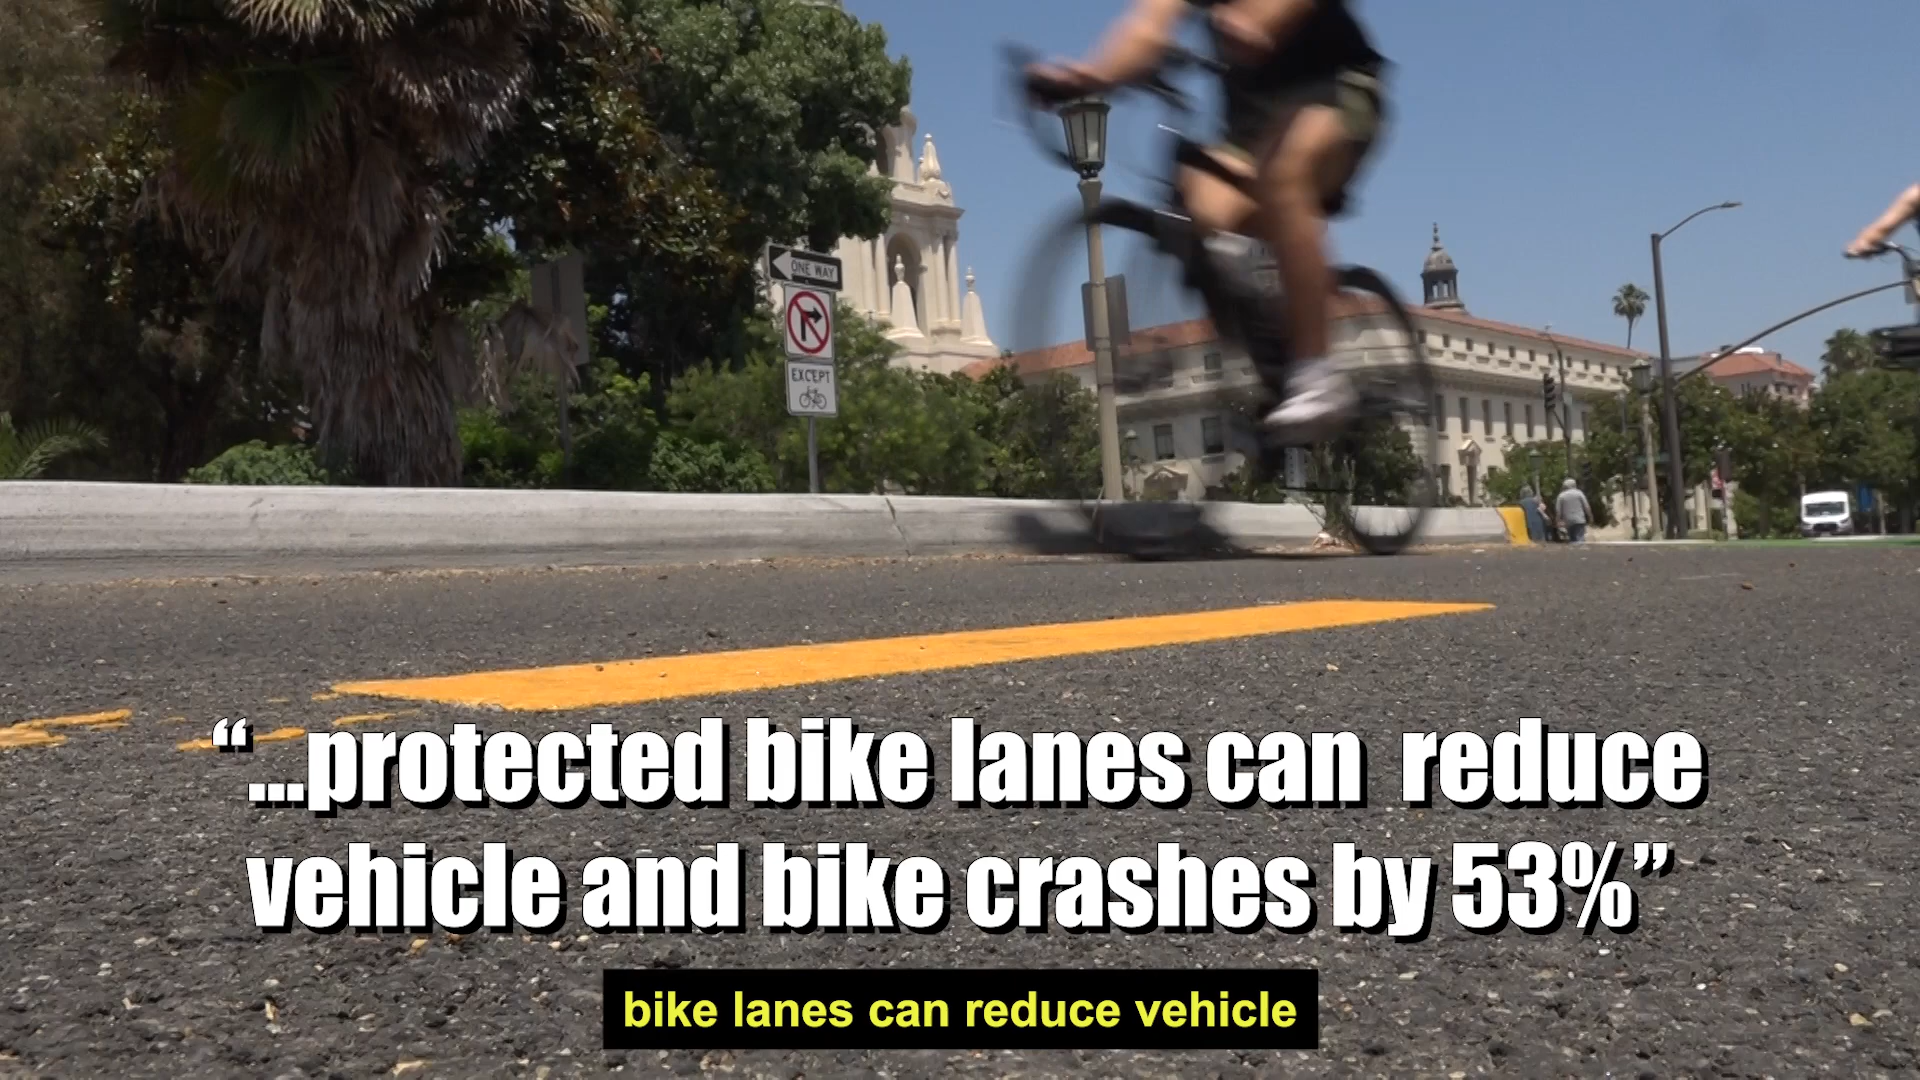 ONE WAY
EXCEPT
“...protected bike lanes can  reduce
vehicle and bike crashes by 53%”
bike lanes can reduce vehicle